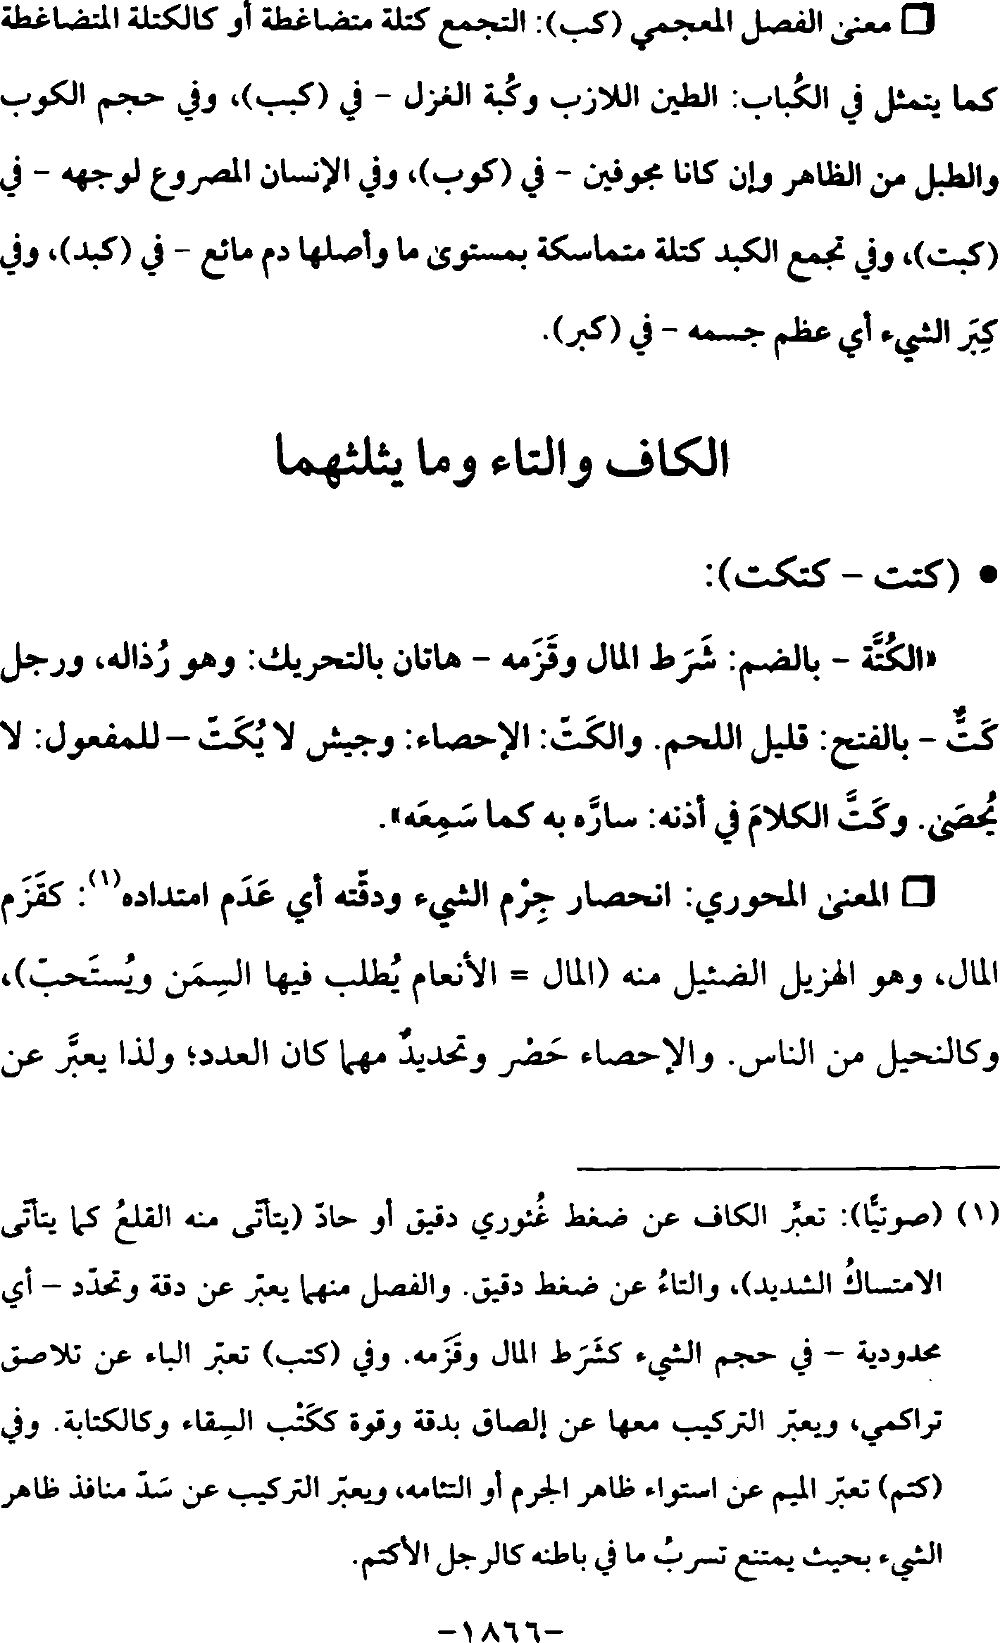 ❏ معنى الفصل المعجمي (كب): التجمع كتلة متضاغطة أو كالكتلة المتضاغطة
كما يتمثل في الكُباب: الطين اللازب وكُبة الغزل - في (كبب)، وفي حجم الكوب
والطبل من الظاهر وإن كانا مجوفين - في (كوب)، وفي الإنسان المصروع لوجهه - في
(كبت)، وفي تجمع الكبد كتلة متماسكة بمستوى ما وأصلها دم مائع - في (كبد)، وفي
كِبَر الشيء أي عظم جسمه - في (كبر).
الكاف والتاء وما يثلثهما
• (كتت - كتكت):
«الكُتَّة - بالضم: شَرَط المال وقَزَمه - هاتان بالتحريك: وهو رُذاله، ورجل
كَتٌّ - بالفتح: قليل اللحم. والكَتّ: الإحصاء: وجيش لا يُكَتّ – للمفعول: لا
يُحصَى. وكَتَّ الكلامَ في أذنه: سارَّه به كما سَمِعَه».
❏ المعنى المحوري: انحصار جِرْم الشيء ودقّته أي عَدَم امتداده(١): كقَزَم
المال، وهو الهزيل الضئيل منه (المال = الأنعام يُطلب فيها السِمَن ويُستَحبّ)،
وكالنحيل من الناس. والإحصاء حَصْر وتحديدٌ مهما كان العدد؛ ولذا يعبَّر عن
(١) (صوتيًّا): تعبِّر الكاف عن ضغط غُئوري دقيق أو حادّ (يتأتّى منه القلعُ كما يتأتّى
الامتساكُ الشديد)، والتاءُ عن ضغط دقيق. والفصل منهما يعبّر عن دقة وتحدّد – أي
محدودية – في حجم الشيء كشَرَط المال وقَزَمه. وفي (كتب) تعبّر الباء عن تلاصق
تراكمي، ويعبّر التركيب معها عن إلصاق بدقة وقوة ككَتْب السِقاء وكالكتابة. وفي
(كتم) تعبّر الميم عن استواء ظاهر الجرم أو التئامه، ويعبّر التركيب عن سَدّ منافذ ظاهر
الشيء بحيث يمتنع تسربُ ما في باطنه كالرجل الأكتم.
-١٨٦٦-